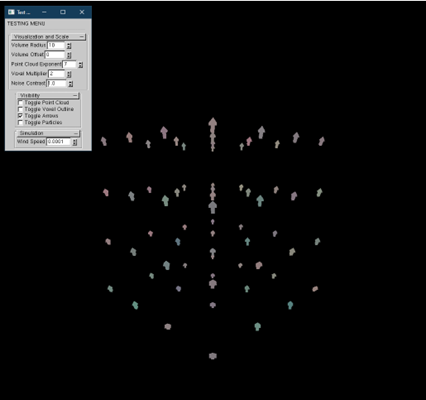 Test ...
TESTING MENU
Visualization and Scale
Volume Radius 10
Volume Offset 0
Point Cloud Exponent 7
Voxel Multiplier 2
Noise Contrast 1.0
Visibility
Toggle Point Cloud
Toggle Voxel Outline
Toggle Arrows
Toggle Particles
Simulation
Wind Speed 0.0001